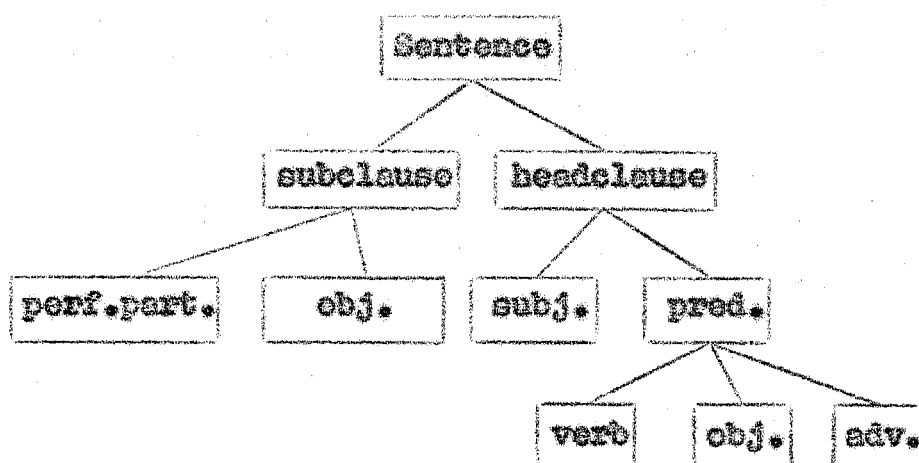 Sentence
subclause headclause
perf.part. obj. subj. pred.
verb obj. adv.